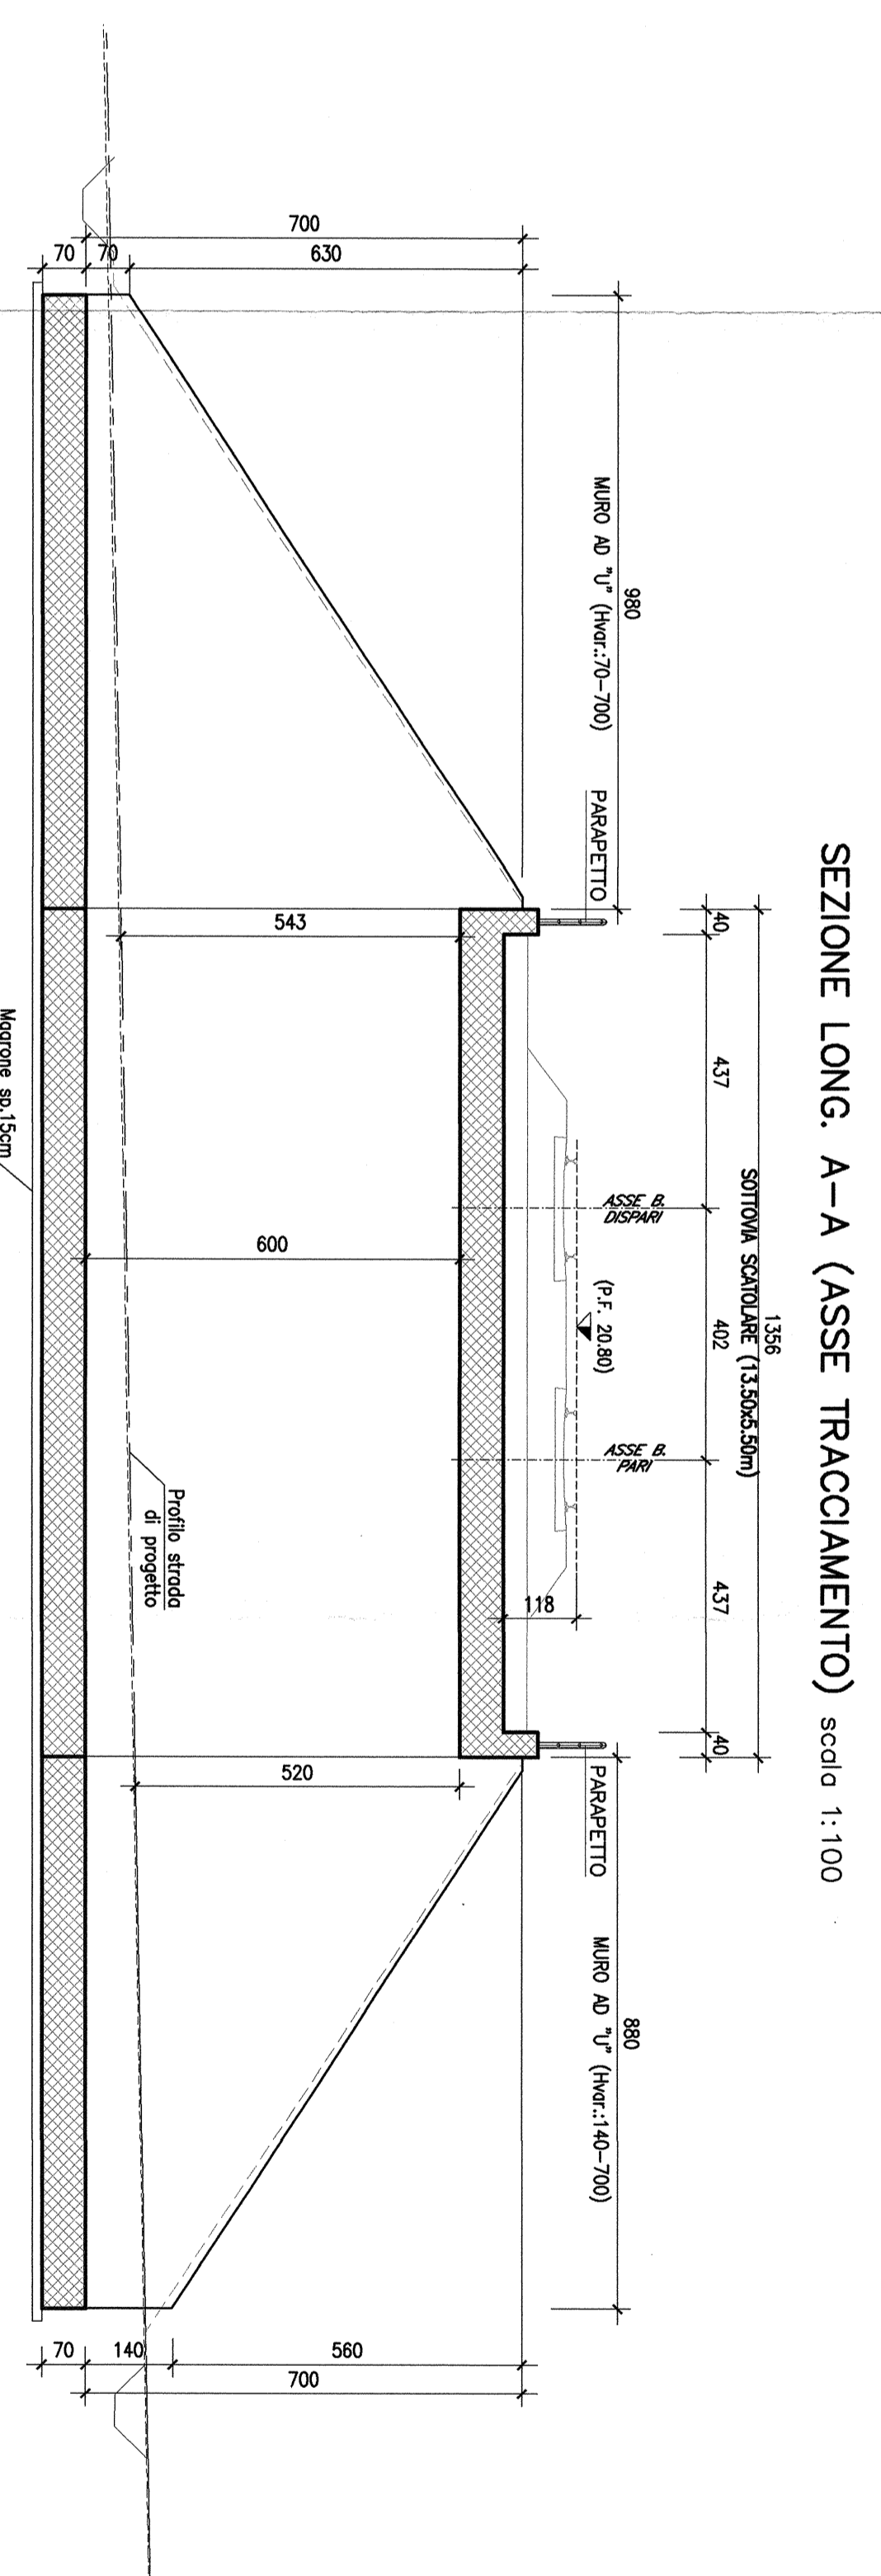 SEZIONE LONG. A-A (ASSE TRACCIAMENTO) scala 1:100
1356
SOTTOVIA SCATOLARE (13.50x5.50m)
40
437
402
437
40
980
MURO AD "U" (Hvar.:70-700)
PARAPETTO
ASSE B.
DISPARI
(P.F. 20.80)
ASSE B.
PARI
PARAPETTO
880
MURO AD "U" (Hvar.:140-700)
118
700
630
70
70
543
600
520
560
700
140
70
Profilo strada
di progetto
Magrone sp.15cm